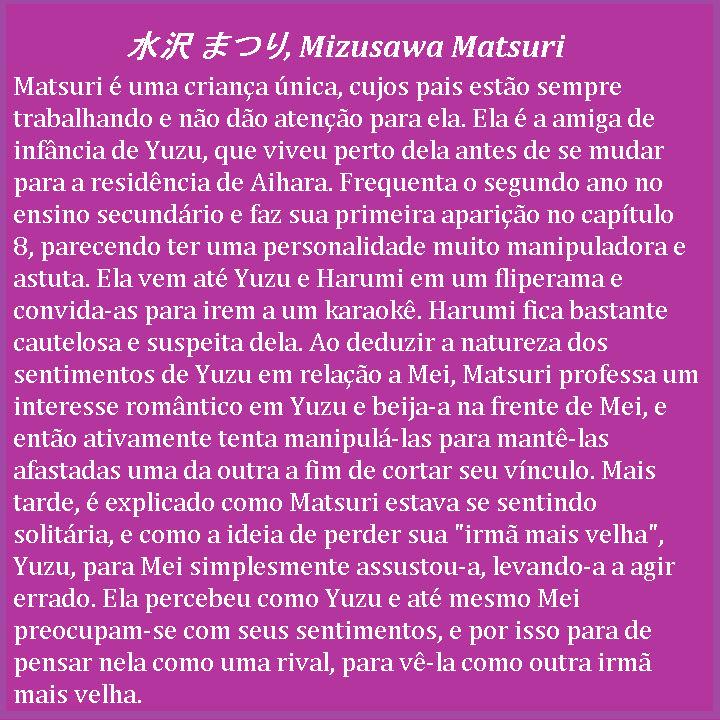 水沢 まつり, Mizusawa Matsuri
Matsuri é uma criança única, cujos pais estão sempre
trabalhando e não dão atenção para ela. Ela é a amiga de
infância de Yuzu, que viveu perto dela antes de se mudar
para a residência de Aihara. Frequenta o segundo ano no
ensino secundário e faz sua primeira aparição no capítulo
8, parecendo ter uma personalidade muito manipuladora e
astuta. Ela vem até Yuzu e Harumi em um fliperama e
convida-as para irem a um karaokê. Harumi fica bastante
cautelosa e suspeita dela. Ao deduzir a natureza dos
sentimentos de Yuzu em relação a Mei, Matsuri professa um
interesse romântico em Yuzu e beija-a na frente de Mei, e
então ativamente tenta manipulá-las para mantê-las
afastadas uma da outra a fim de cortar seu vínculo. Mais
tarde, é explicado como Matsuri estava se sentindo
solitária, e como a ideia de perder sua "irmã mais velha",
Yuzu, para Mei simplesmente assustou-a, levando-a a agir
errado. Ela percebeu como Yuzu e até mesmo Mei
preocupam-se com seus sentimentos, e por isso para de
pensar nela como uma rival, para vê-la como outra irmã
mais velha.